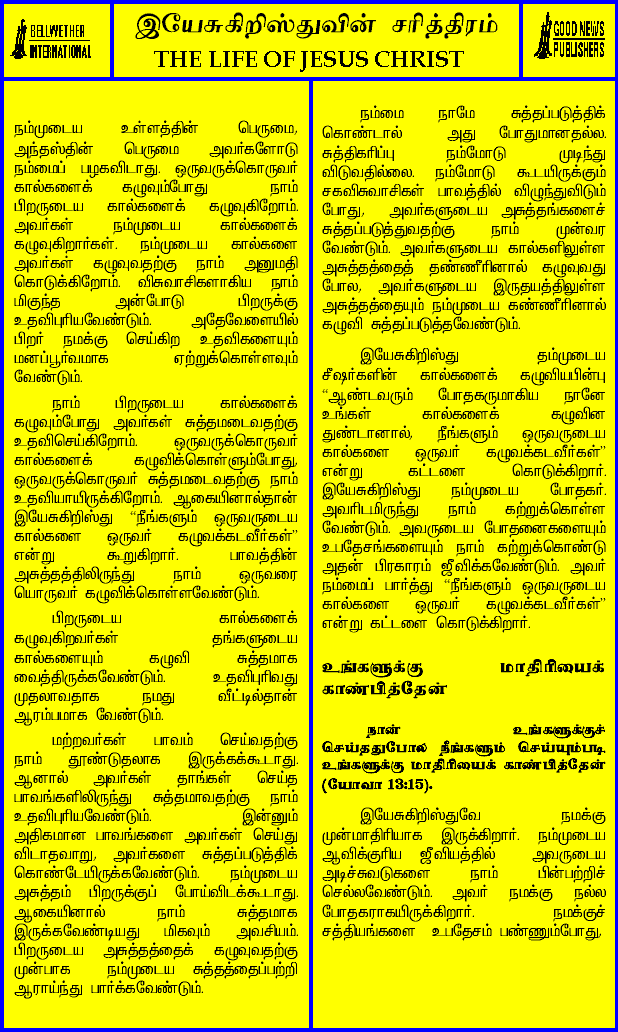 BELLWETHER
INTERNATIONAL
இயேசுகிறிஸ்துவின் சரித்திரம்
THE LIFE OF JESUS CHRIST
GOOD NEWS
PUBLISHERS
நம்முடைய உள்ளத்தின் பெருமை,
அந்தஸ்தின் பெருமை அவர்களோடு
நம்மைப் பழகவிடாது. ஒருவருக்கொருவர்
கால்களைக் கழுவும்போது நாம்
பிறருடைய கால்களைக் கழுவுகிறோம்.
அவர்கள் நம்முடைய கால்களைக்
கழுவுகிறார்கள். நம்முடைய கால்களை
அவர்கள் கழுவுவதற்கு நாம் அனுமதி
கொடுக்கிறோம். விசுவாசிகளாகிய நாம்
மிகுந்த அன்போடு பிறருக்கு
உதவிபுரியவேண்டும். அதேவேளையில்
பிறர் நமக்கு செய்கிற உதவிகளையும்
மனப்பூர்வமாக ஏற்றுக்கொள்ளவும்
வேண்டும்.
நாம் பிறருடைய கால்களைக்
கழுவும்போது அவர்கள் சுத்தமடைவதற்கு
உதவிசெய்கிறோம். ஒருவருக்கொருவர்
கால்களைக் கழுவிக்கொள்ளும்போது,
ஒருவருக்கொருவர் சுத்தமடைவதற்கு நாம்
உதவியாயிருக்கிறோம். ஆகையினால்தான்
இயேசுகிறிஸ்து “நீங்களும் ஒருவருடைய
கால்களை ஒருவர் கழுவக்கடவீர்கள்”
என்று கூறுகிறார். பாவத்தின்
அசுத்தத்திலிருந்து நாம் ஒருவரை
யொருவர் கழுவிக்கொள்ளவேண்டும்.
பிறருடைய கால்களைக்
கழுவுகிறவர்கள் தங்களுடைய
கால்களையும் கழுவி சுத்தமாக
வைத்திருக்கவேண்டும். உதவிபுரிவது
முதலாவதாக நமது வீட்டில்தான்
ஆரம்பமாக வேண்டும்.
மற்றவர்கள் பாவம் செய்வதற்கு
நாம் தூண்டுதலாக இருக்கக்கூடாது.
ஆனால் அவர்கள் தாங்கள் செய்த
பாவங்களிலிருந்து சுத்தமாவதற்கு நாம்
உதவிபுரியவேண்டும். இன்னும்
அதிகமான பாவங்களை அவர்கள் செய்து
விடாதவாறு, அவர்களை சுத்தப்படுத்திக்
கொண்டேயிருக்கவேண்டும். நம்முடைய
அசுத்தம் பிறருக்குப் போய்விடக்கூடாது.
ஆகையினால் நாம் சுத்தமாக
இருக்கவேண்டியது மிகவும் அவசியம்.
பிறருடைய அசுத்தத்தைக் கழுவுவதற்கு
முன்பாக நம்முடைய சுத்தத்தைப்பற்றி
ஆராய்ந்து பார்க்கவேண்டும்.
நம்மை நாமே சுத்தப்படுத்திக்
கொண்டால் அது போதுமானதல்ல.
சுத்திகரிப்பு நம்மோடு முடிந்து
விடுவதில்லை. நம்மோடு கூடயிருக்கும்
சகவிசுவாசிகள் பாவத்தில் விழுந்துவிடும்
போது, அவர்களுடைய அசுத்தங்களைச்
சுத்தப்படுத்துவதற்கு நாம் முன்வர
வேண்டும். அவர்களுடைய கால்களிலுள்ள
அசுத்தத்தைத் தண்ணீரினால் கழுவுவது
போல, அவர்களுடைய இருதயத்திலுள்ள
அசுத்தத்தையும் நம்முடைய கண்ணீரினால்
கழுவி சுத்தப்படுத்தவேண்டும்.
இயேசுகிறிஸ்து தம்முடைய
சீஷர்களின் கால்களைக் கழுவியபின்பு
“ஆண்டவரும் போதகருமாகிய நானே
உங்கள் கால்களைக் கழுவின
துண்டானால், நீங்களும் ஒருவருடைய
கால்களை ஒருவர் கழுவக்கடவீர்கள்”
என்று கட்டளை கொடுக்கிறார்.
இயேசுகிறிஸ்து நம்முடைய போதகர்.
அவரிடமிருந்து நாம் கற்றுக்கொள்ள
வேண்டும். அவருடைய போதனைகளையும்
உபதேசங்களையும் நாம் கற்றுக்கொண்டு
அதன் பிரகாரம் ஜீவிக்கவேண்டும். அவர்
நம்மைப் பார்த்து “நீங்களும் ஒருவருடைய
கால்களை ஒருவர் கழுவக்கடவீர்கள்”
என்று கட்டளை கொடுக்கிறார்.
உங்களுக்கு மாதிரியைக்
காண்பித்தேன்
நான் உங்களுக்குச்
செய்ததுபோல நீங்களும் செய்யும்படி,
உங்களுக்கு மாதிரியைக் காண்பித்தேன்
(யோவா 13:15).
இயேசுகிறிஸ்துவே நமக்கு
முன்மாதிரியாக இருக்கிறார். நம்முடைய
ஆவிக்குரிய ஜீவியத்தில் அவருடைய
அடிச்சுவடுகளை நாம் பின்பற்றிச்
செல்லவேண்டும். அவர் நமக்கு நல்ல
போதகராகயிருக்கிறார். நமக்குச்
சத்தியங்களை உபதேசம் பண்ணும்போது,